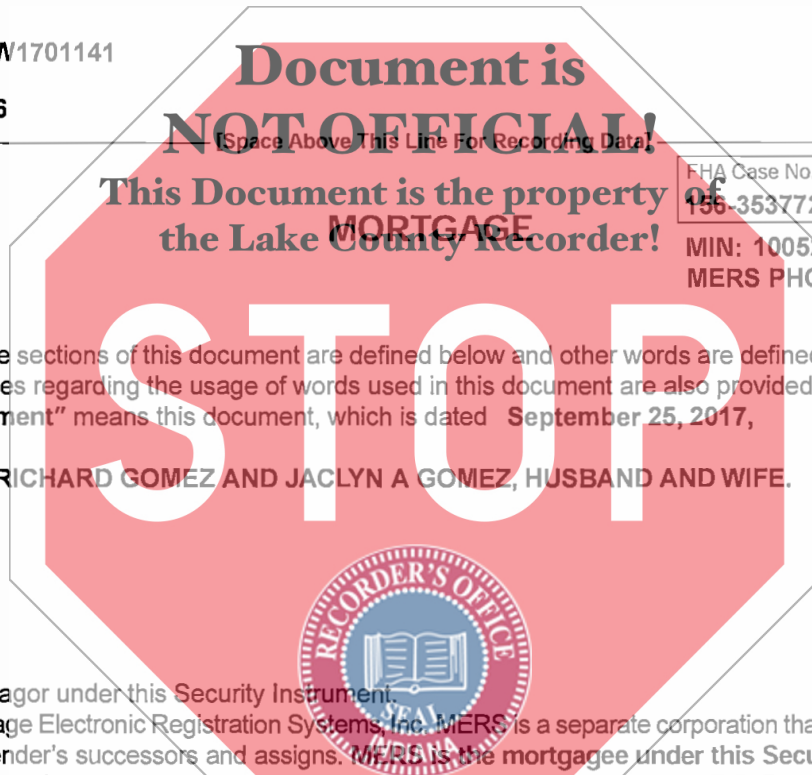 W1701141
Document is
6
NOT OFFICIAL!
[Space Above This Line For Recording Data]
FHA Case No
This Document is the property of
156-353772
MORTGAGE
the Lake County Recorder!
MIN: 1005
MERS PHO
STOP
e sections of this document are defined below and other words are defined
es regarding the usage of words used in this document are also provided
ment" means this document, which is dated September 25, 2017,
RICHARD GOMEZ AND JACLYN A GOMEZ, HUSBAND AND WIFE.
RECORDER'S OFFICE
agor under this Security Instrument.
SEAL
age Electronic Registration Systems, Inc. MERS is a separate corporation tha
INDIANA
nder's successors and assigns. MERS is the mortgagee under this Secu